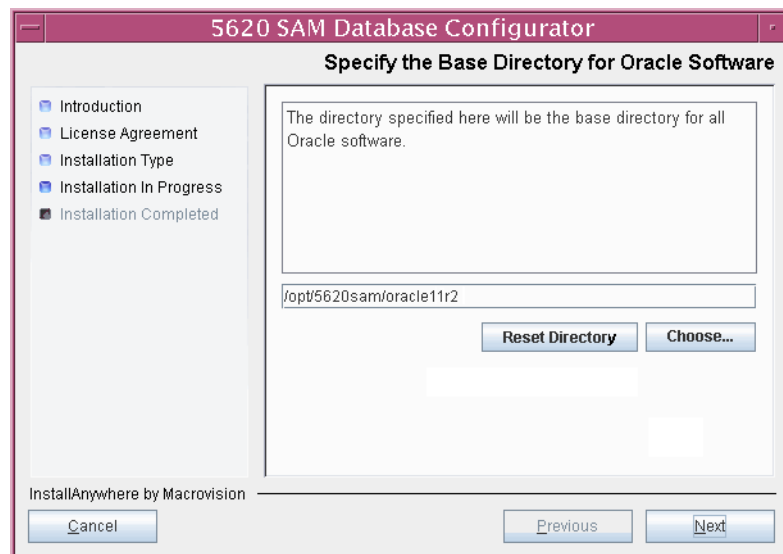 5620 SAM Database Configurator
Specify the Base Directory for Oracle Software
Introduction
License Agreement
Installation Type
Installation In Progress
Installation Completed
The directory specified here will be the base directory for all
Oracle software.
/opt/5620sam/oracle11r2
Reset Directory
Choose...
InstallAnywhere by Macrovision
Cancel
Previous
Next